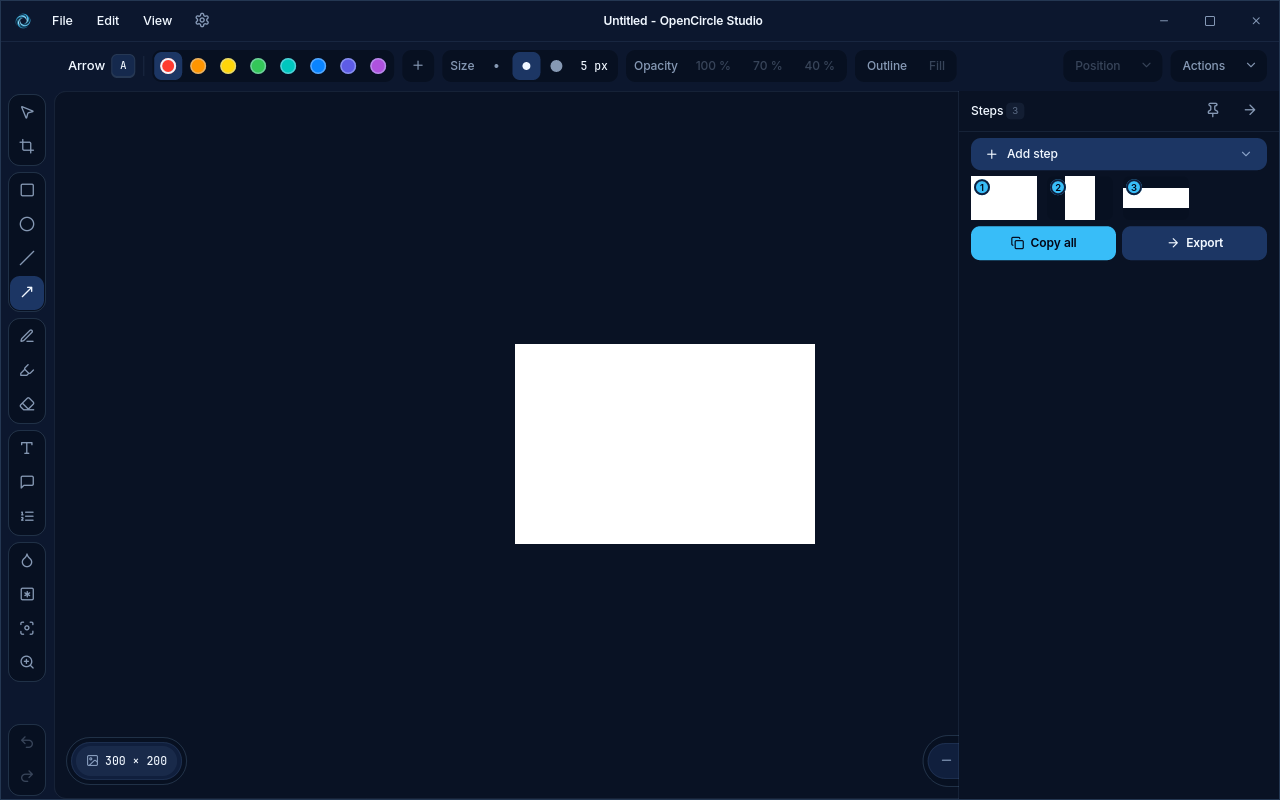 File Edit View Untitled - OpenCircle Studio
Arrow A Size 5 px Opacity 100 % 70 % 40 % Outline Fill Position Actions
Steps 3
Add step
1 2 3
Copy all Export
300 × 200